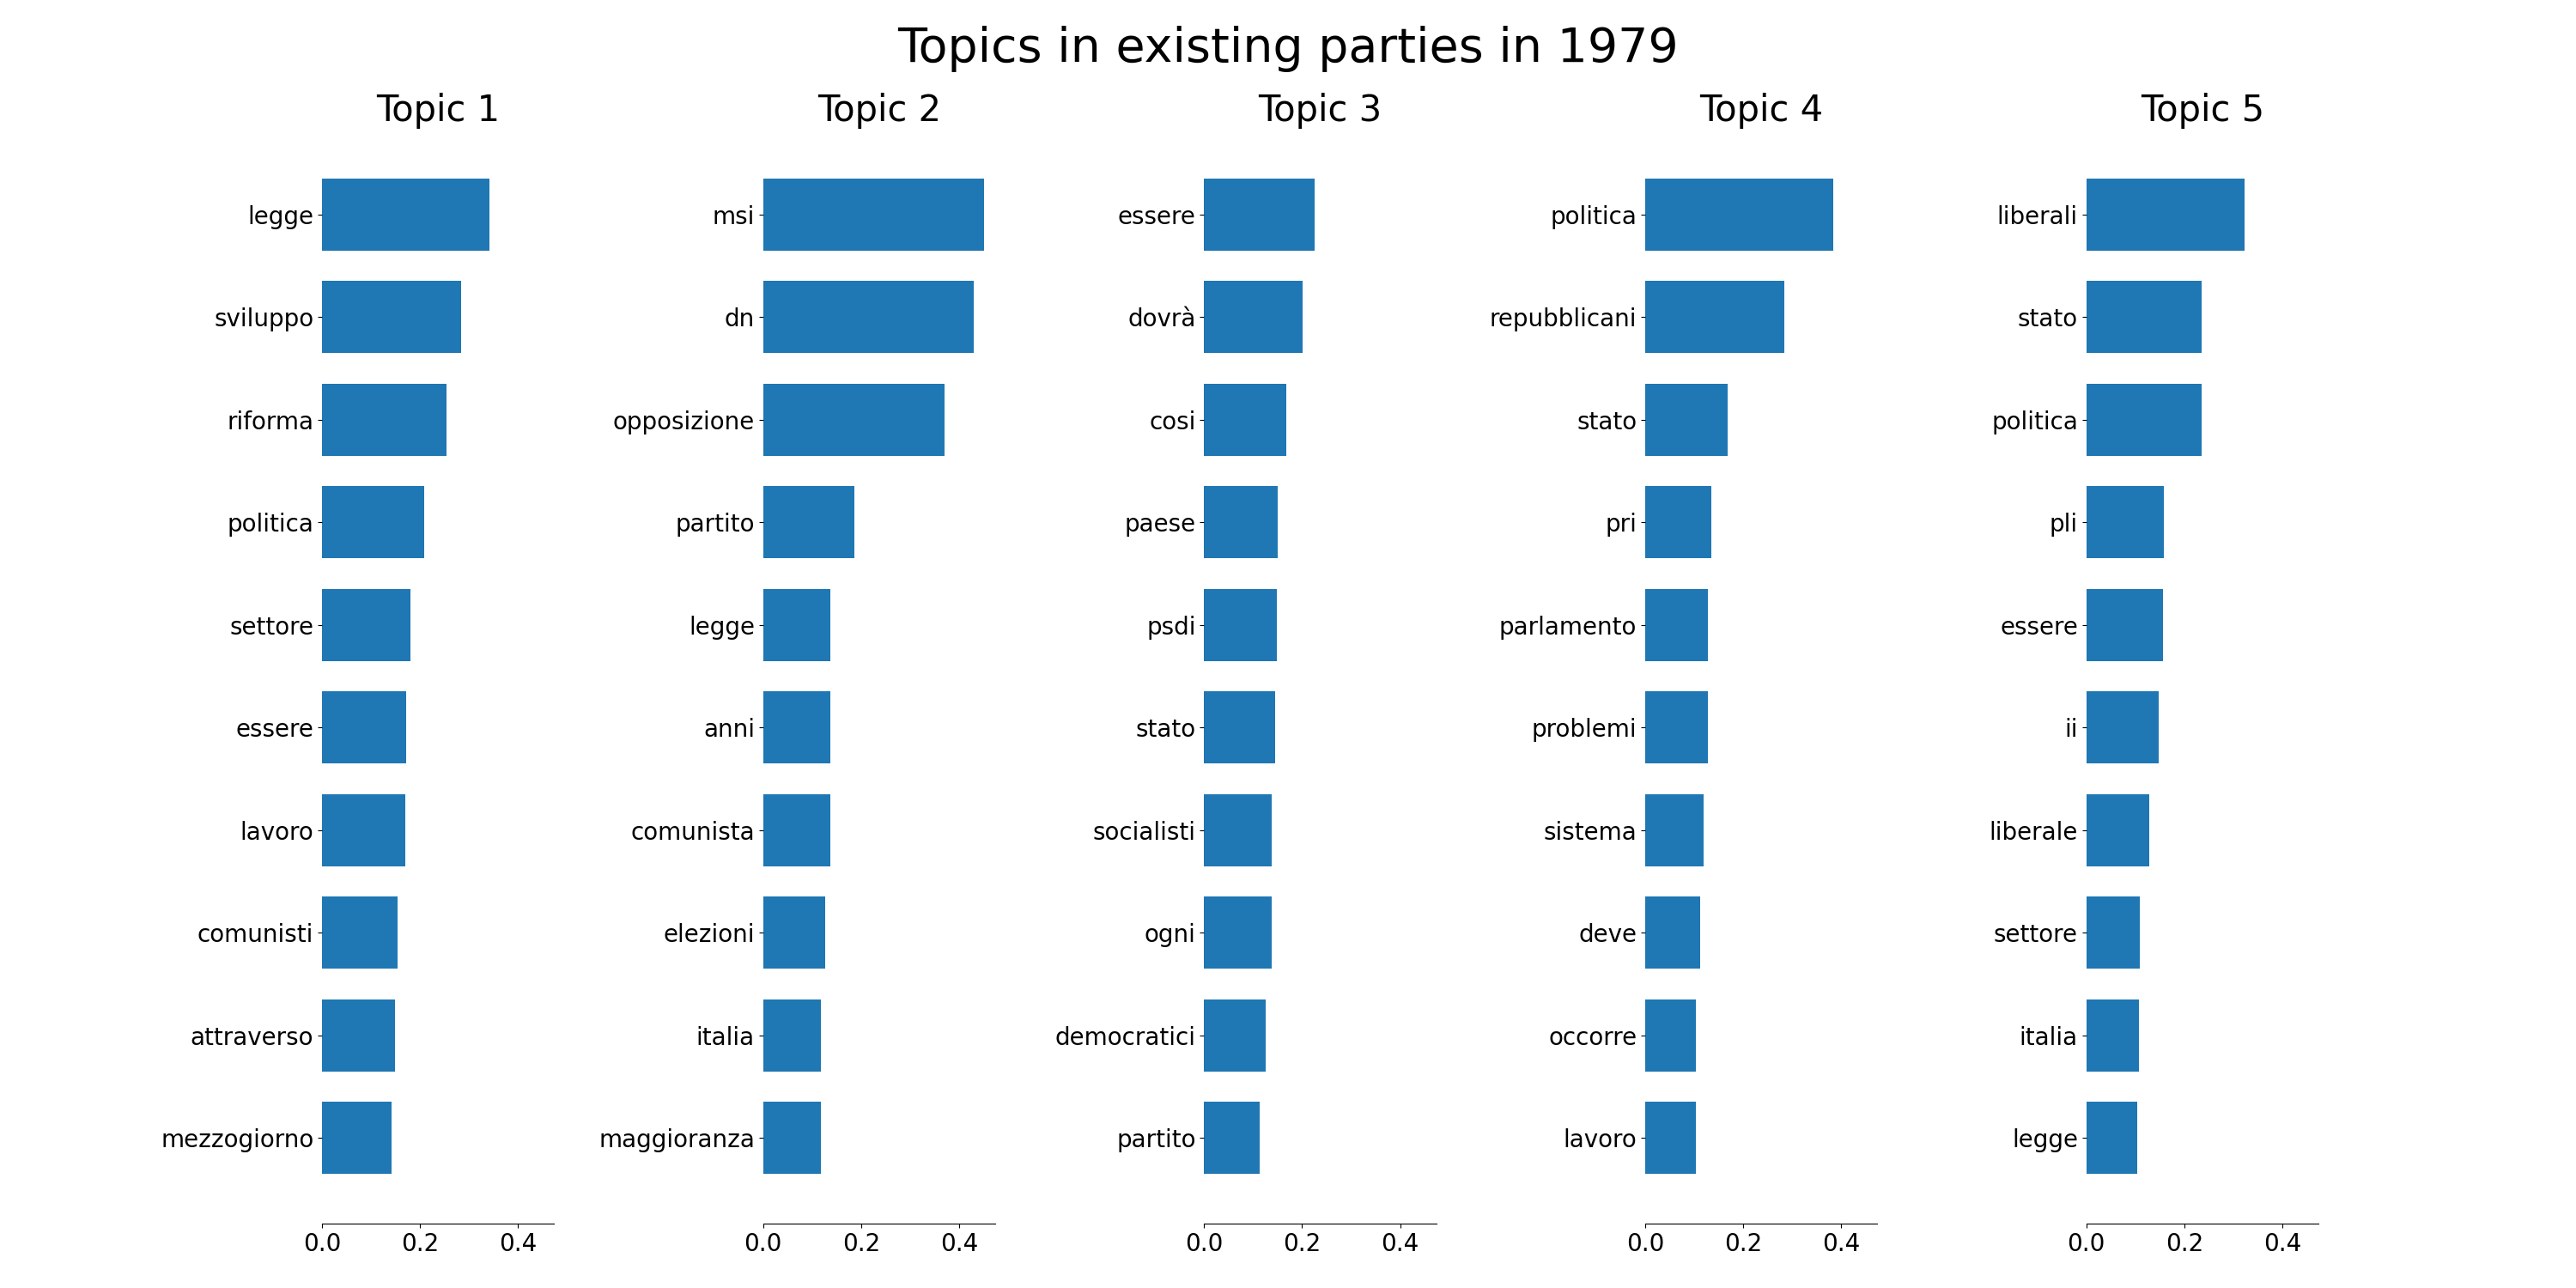 Topics in existing parties in 1979
Topic 1
legge
sviluppo
riforma
politica
settore
essere
lavoro
comunisti
attraverso
mezzogiorno
0.0 0.2 0.4
Topic 2
msi
dn
opposizione
partito
legge
anni
comunista
elezioni
italia
maggioranza
0.0 0.2 0.4
Topic 3
essere
dovrà
cosi
paese
psdi
stato
socialisti
ogni
democratici
partito
0.0 0.2 0.4
Topic 4
politica
repubblicani
stato
pri
parlamento
problemi
sistema
deve
occorre
lavoro
0.0 0.2 0.4
Topic 5
liberali
stato
politica
pli
essere
ii
liberale
settore
italia
legge
0.0 0.2 0.4